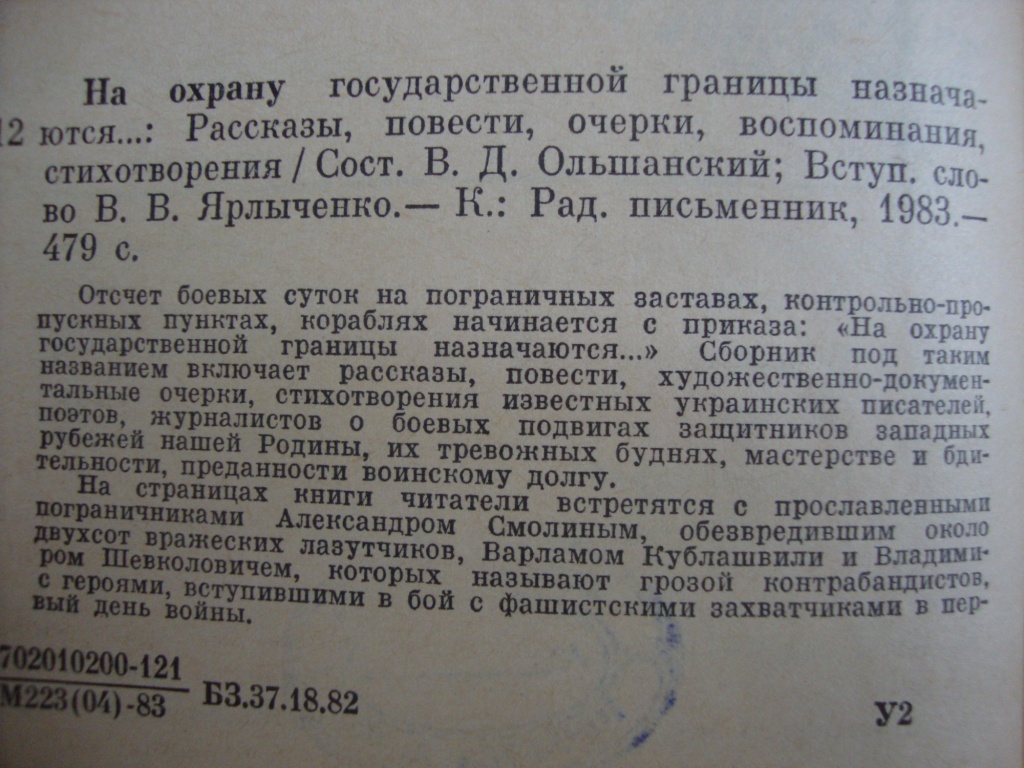 На охрану государственной границы назнача-
12 ются...: Рассказы, повести, очерки, воспоминания,
стихотворения / Сост. В. Д. Ольшанский; Вступ. сло-
во В. В. Ярлыченко.— К.: Рад. письменник, 1983.—
479 с.
Отсчет боевых суток на пограничных заставах, контрольно-про-
пускных пунктах, кораблях начинается с приказа: «На охрану
государственной границы назначаются...» Сборник под таким
названием включает рассказы, повести, художественно-докумен-
тальные очерки, стихотворения известных украинских писателей,
поэтов, журналистов о боевых подвигах защитников западных
рубежей нашей Родины, их тревожных буднях, мастерстве и бди-
тельности, преданности воинскому долгу.
На страницах книги читатели встретятся с прославленными
пограничниками Александром Смолиным, обезвредившим около
двухсот вражеских лазутчиков, Варламом Кублашвили и Владими-
ром Шевколовичем, которых называют грозой контрабандистов,
с героями, вступившими в бой с фашистскими захватчиками в пер-
вый день войны.
702010200-121
М223(04)-83 БЗ.37.18.82
У2